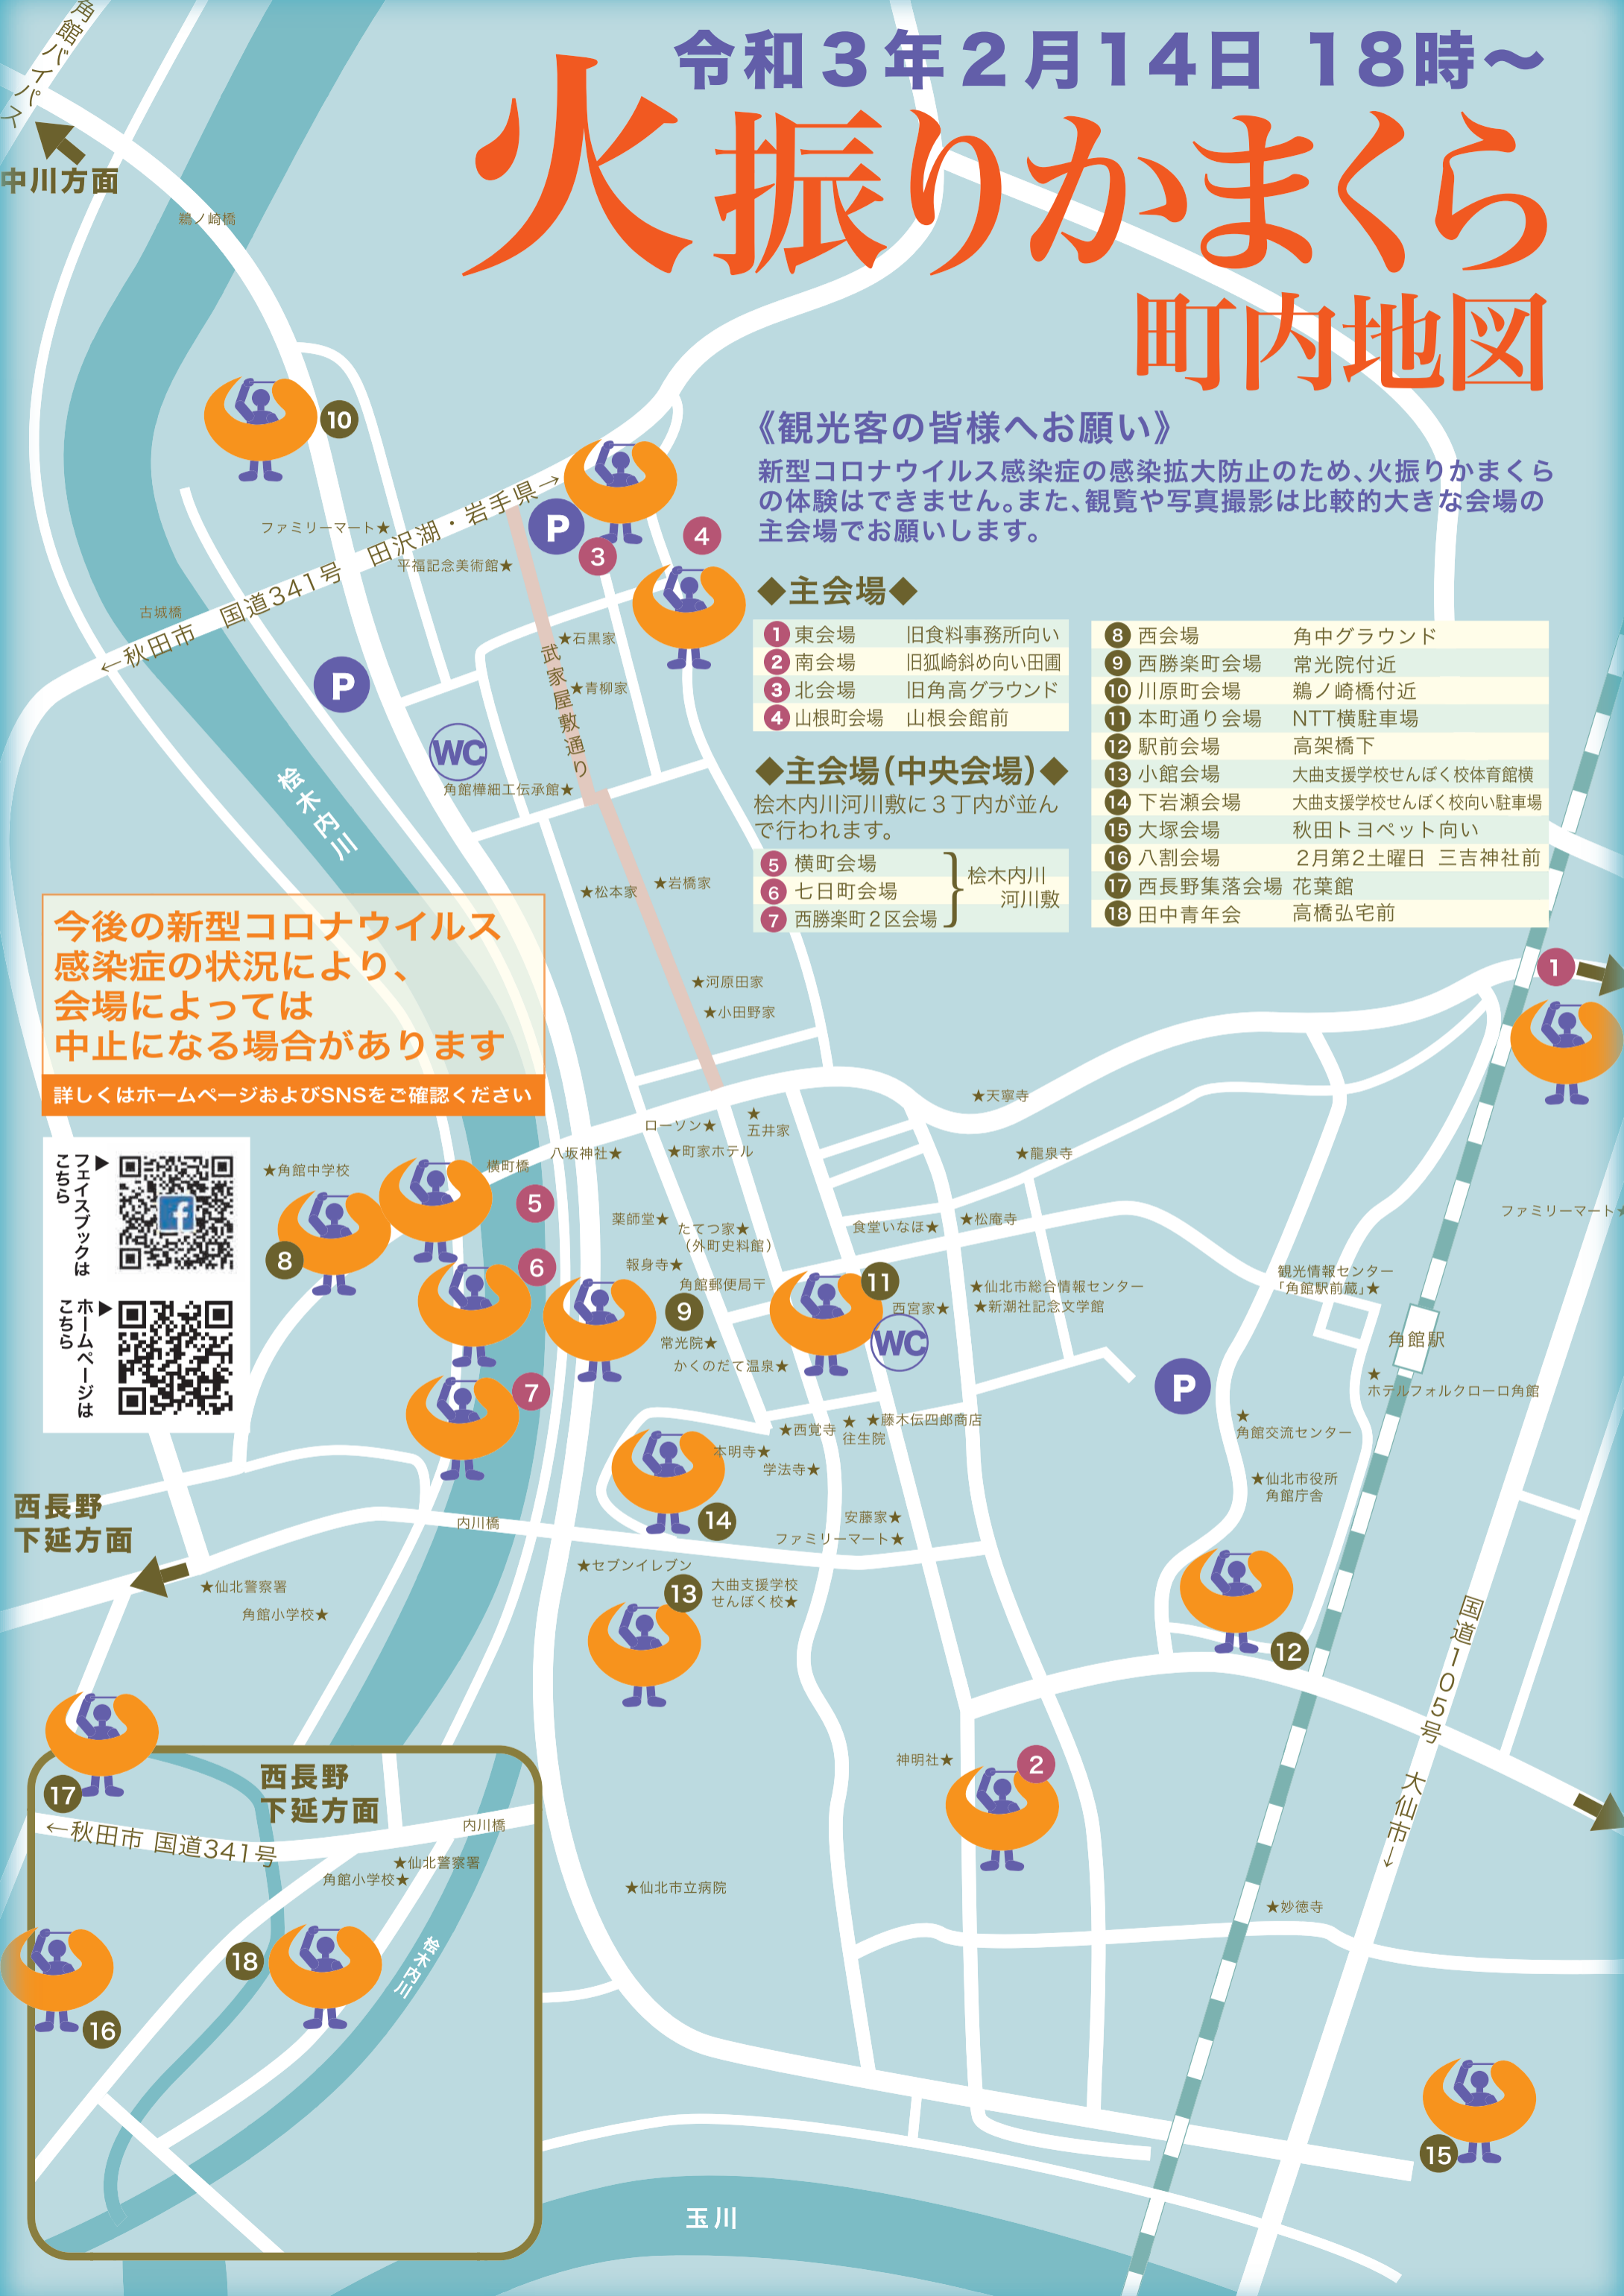 令和3年2月14日 18時〜
火振りかまくら
町内地図
《観光客の皆様へお願い》
新型コロナウイルス感染症の感染拡大防止のため、火振りかまくら
の体験はできません。また、観覧や写真撮影は比較的大きな会場の
主会場でお願いします。
◆主会場◆
1 東会場 旧食料事務所向い
2 南会場 旧狐崎斜め向い田圃
3 北会場 旧角高グラウンド
4 山根町会場 山根会館前
◆主会場(中央会場)◆
桧木内川河川敷に3丁内が並ん
で行われます。
5 横町会場
6 七日町会場
7 西勝楽町2区会場
桧木内川
河川敷
8 西会場 角中グラウンド
9 西勝楽町会場 常光院付近
10 川原町会場 鵜ノ崎橋付近
11 本町通り会場 NTT横駐車場
12 駅前会場 高架橋下
13 小館会場 大曲支援学校せんぼく校体育館横
14 下岩瀬会場 大曲支援学校せんぼく校向い駐車場
15 大塚会場 秋田トヨペット向い
16 八割会場 2月第2土曜日 三吉神社前
17 西長野集落会場 花葉館
18 田中青年会 高橋弘宅前
角館バイパス
中川方面
鵜ノ崎橋
10
ファミリーマート★
田沢湖・岩手県→
P
3
4
平福記念美術館★
国道341号
古城橋
←秋田市
P
★石黒家
武家屋敷通り
★青柳家
WC
角館樺細工伝承館★
桧木内川
★松本家
★岩橋家
★河原田家
★小田野家
今後の新型コロナウイルス
感染症の状況により、
会場によっては
中止になる場合があります
詳しくはホームページおよびSNSをご確認ください
フェイスブックは
こちら
ホームページは
こちら
1
★天寧寺
ローソン★
★
五井家
八坂神社★
★町家ホテル
★龍泉寺
横町橋
★角館中学校
5
8
薬師堂★
たてつ家★
(外町史料館)
食堂いなほ★
★松庵寺
ファミリーマート★
6
報身寺★
角館郵便局〒
11
9
西宮家★
WC
★仙北市総合情報センター
★新潮社記念文学館
観光情報センター
「角館駅前蔵」★
角館駅
常光院★
かくのだて温泉★
7
P
★
ホテルフォルクローロ角館
★西覚寺
★
往生院
★藤木伝四郎商店
★
角館交流センター
本明寺★
学法寺★
★仙北市役所
角館庁舎
14
西長野
下延方面
内川橋
安藤家★
ファミリーマート★
★セブンイレブン
13
大曲支援学校
せんぼく校★
★仙北警察署
角館小学校★
12
国道105号
大仙市→
神明社★
2
17
西長野
下延方面
←秋田市 国道341号
内川橋
★仙北警察署
角館小学校★
★仙北市立病院
★妙徳寺
18
桧木内川
16
15
玉川